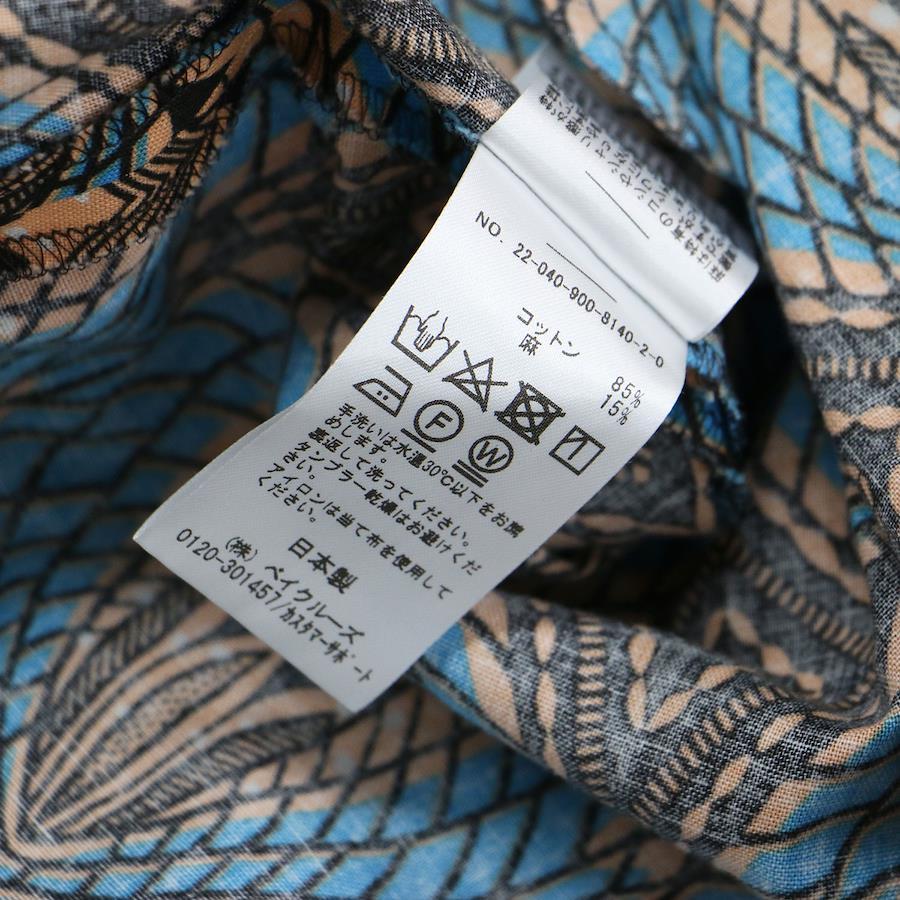 NO. 22-040-900-8140-2-0
コットン 85%
麻 15%
F
W
手洗いは水温30℃以下をお薦
めします。
裏返して洗ってください。
タンブラー乾燥はお避けくだ
さい。
アイロンは当て布を使用して
ください。
日本製
(株) ベイクルーズ
0120-301457/カスタマーサポート